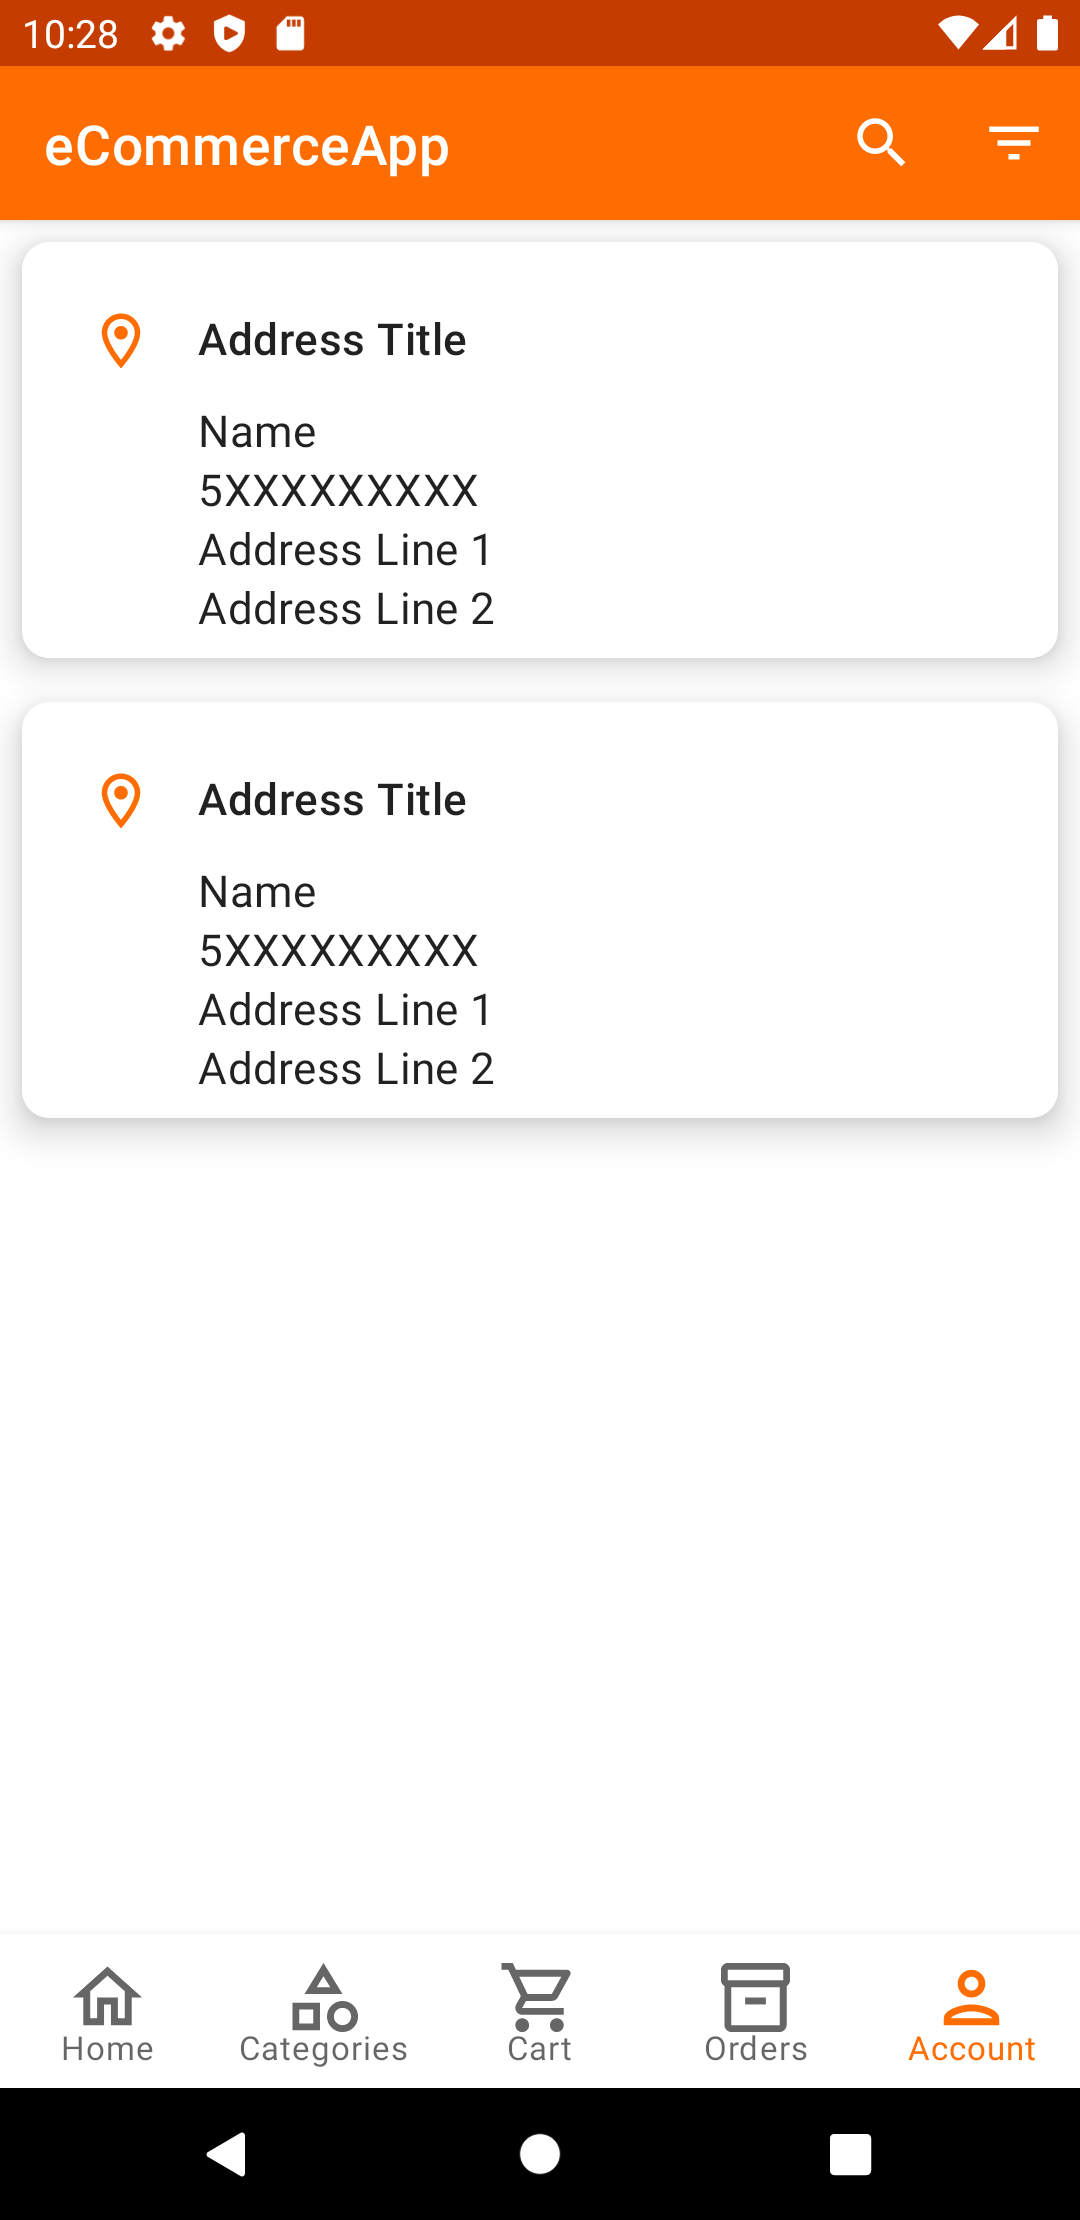 10:28
eCommerceApp
Address Title
Name
5XXXXXXXXX
Address Line 1
Address Line 2
Address Title
Name
5XXXXXXXXX
Address Line 1
Address Line 2
Home Categories Cart Orders Account